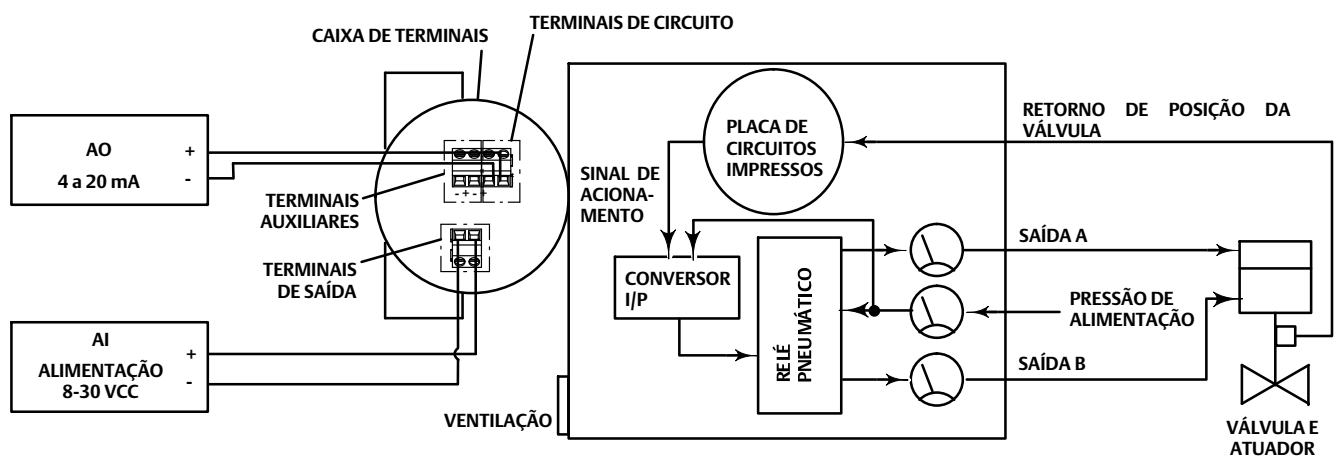 CAIXA DE TERMINAIS
TERMINAIS DE CIRCUITO
AO
+
4 a 20 mA
-
TERMINAIS
AUXILIARES
- + - +
TERMINAIS
DE SAÍDA
AI
+
ALIMENTAÇÃO
-
8-30 VCC
VENTILAÇÃO
PLACA DE
CIRCUITOS
IMPRESSOS
SINAL DE
ACIONA-
MENTO
CONVERSOR
I/P
RELÉ
PNEUMÁTICO
RETORNO DE POSIÇÃO DA
VÁLVULA
SAÍDA A
PRESSÃO DE
ALIMENTAÇÃO
SAÍDA B
VÁLVULA E
ATUADOR